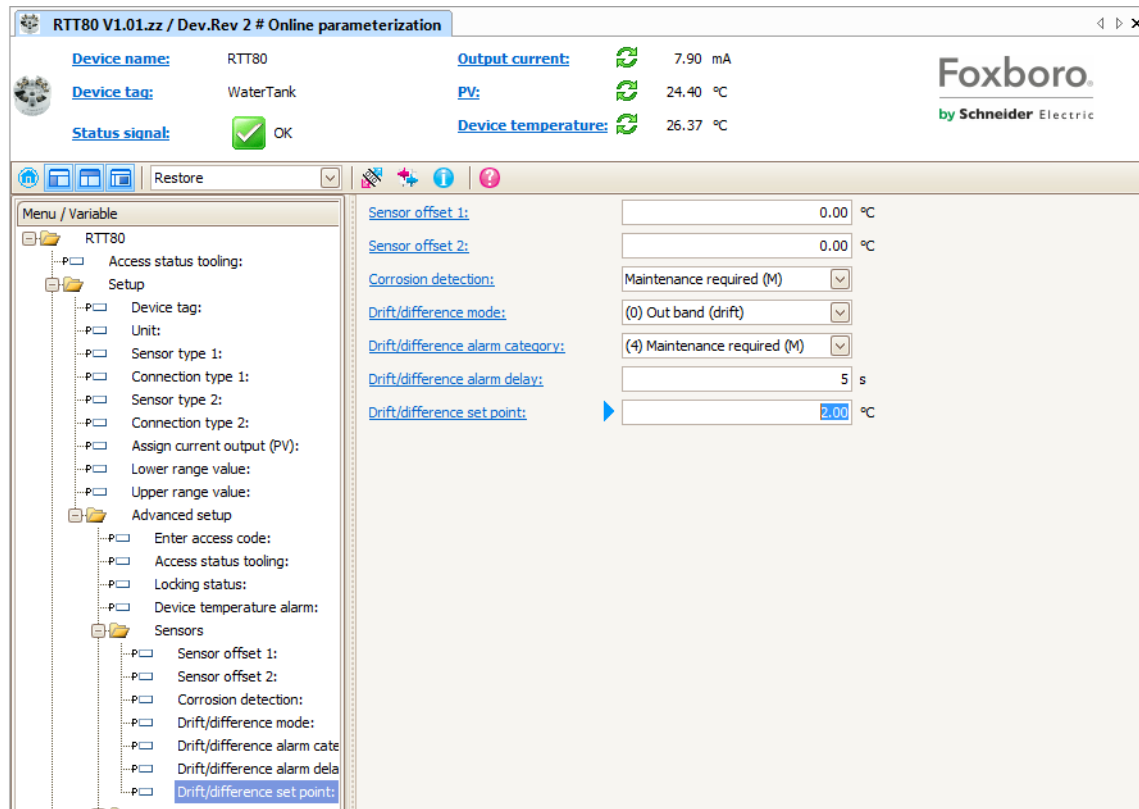 RTT80 V1.01.zz / Dev.Rev 2 # Online parameterization
Device name: RTT80 Output current: 7.90 mA
Device tag: WaterTank PV: 24.40 °C
Status signal: OK Device temperature: 26.37 °C
Foxboro.
by Schneider Electric
Restore
Menu / Variable
RTT80
Access status tooling:
Setup
Device tag:
Unit:
Sensor type 1:
Connection type 1:
Sensor type 2:
Connection type 2:
Assign current output (PV):
Lower range value:
Upper range value:
Advanced setup
Enter access code:
Access status tooling:
Locking status:
Device temperature alarm:
Sensors
Sensor offset 1:
Sensor offset 2:
Corrosion detection:
Drift/difference mode:
Drift/difference alarm cate
Drift/difference alarm dela
Drift/difference set point:
Sensor offset 1: 0.00 °C
Sensor offset 2: 0.00 °C
Corrosion detection: Maintenance required (M)
Drift/difference mode: (0) Out band (drift)
Drift/difference alarm category: (4) Maintenance required (M)
Drift/difference alarm delay: 5 s
Drift/difference set point: 2.00 °C